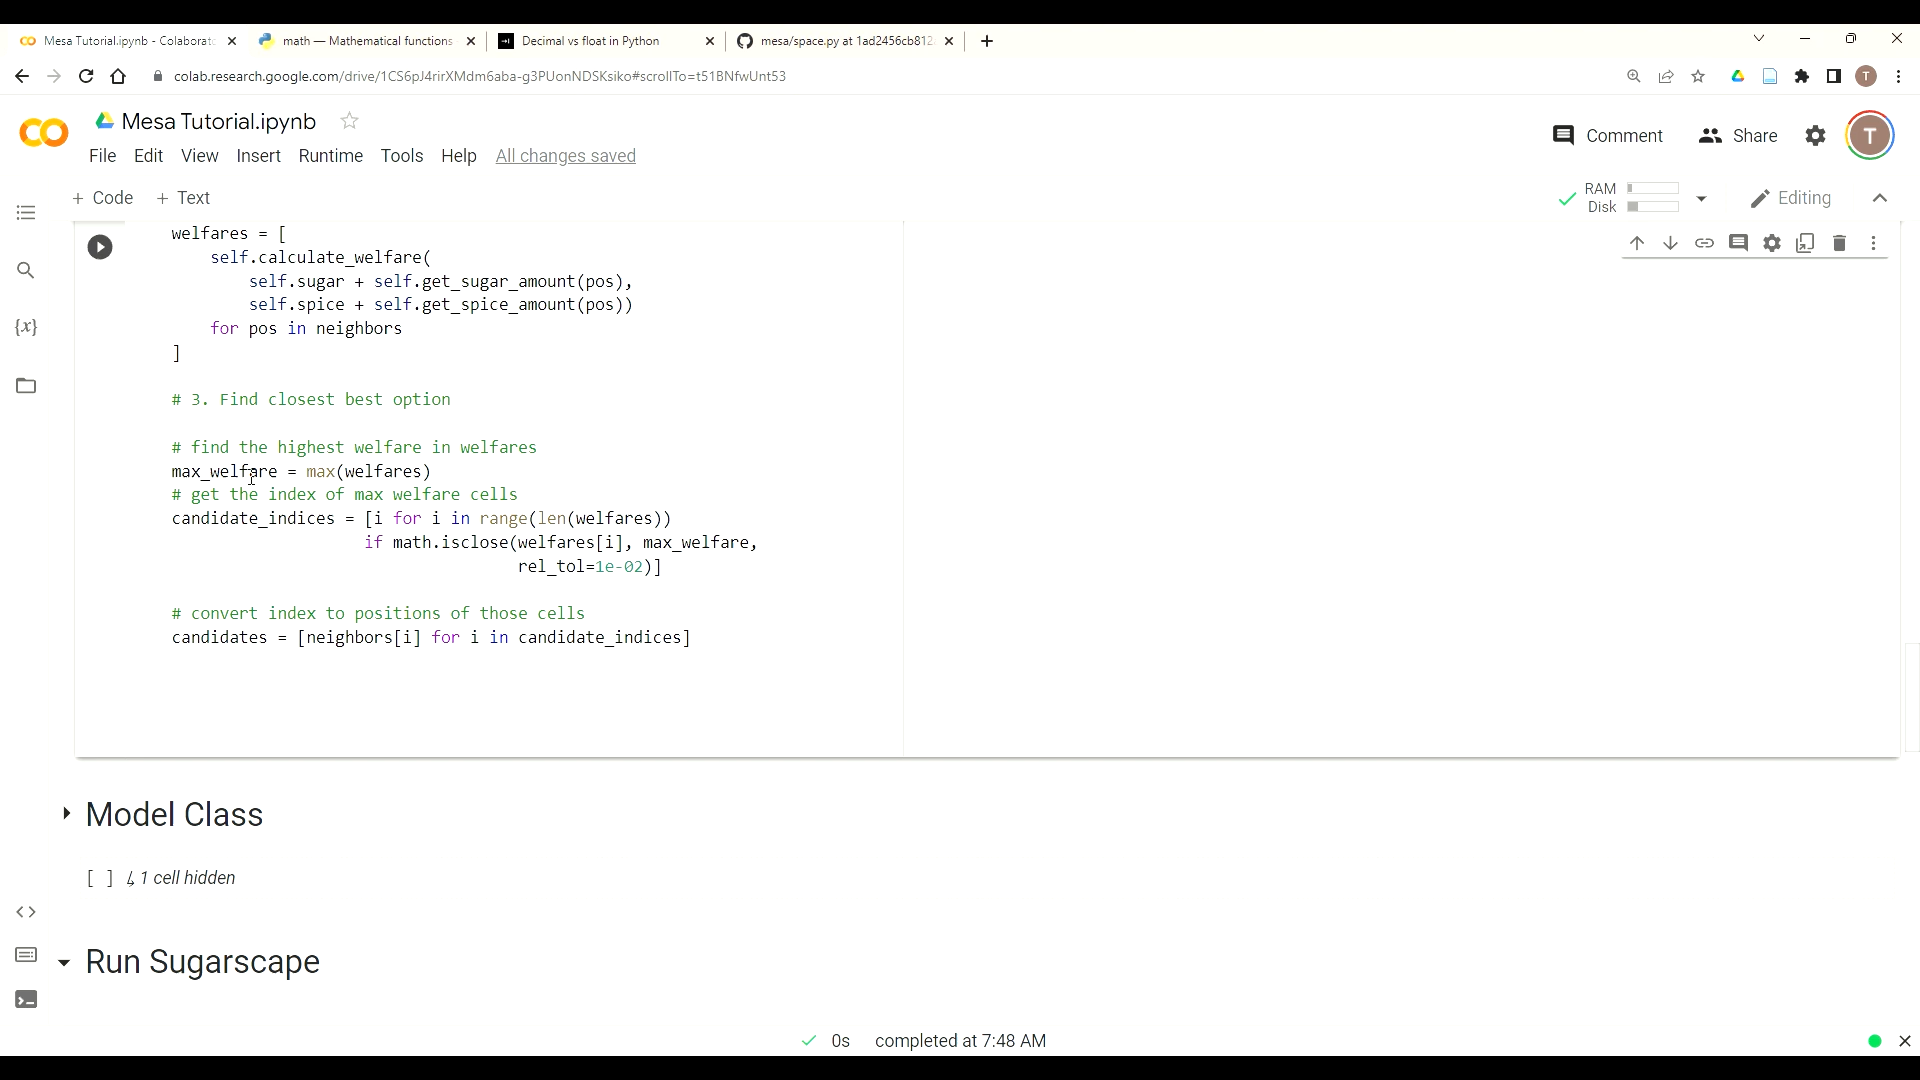 Mesa Tutorial.ipynb - Colaborato
math — Mathematical functions
Decimal vs float in Python
mesa/space.py at 1ad2456cb812
colab.research.google.com/drive/1CS6pJ4rirXMdm6aba-g3PUonNDSKsiko#scrollTo=t51BNfwUnt53
T
Mesa Tutorial.ipynb
Comment
Share
T
File Edit View Insert Runtime Tools Help All changes saved
+ Code + Text
RAM
Disk
Editing
{x}
welfares = [
self.calculate_welfare(
self.sugar + self.get_sugar_amount(pos),
self.spice + self.get_spice_amount(pos))
for pos in neighbors
]
# 3. Find closest best option
# find the highest welfare in welfares
max_welfare = max(welfares)
# get the index of max welfare cells
candidate_indices = [i for i in range(len(welfares))
if math.isclose(welfares[i], max_welfare,
rel_tol=1e-02)]
# convert index to positions of those cells
candidates = [neighbors[i] for i in candidate_indices]
Model Class
[ ] ↳ 1 cell hidden
Run Sugarscape
0s completed at 7:48 AM